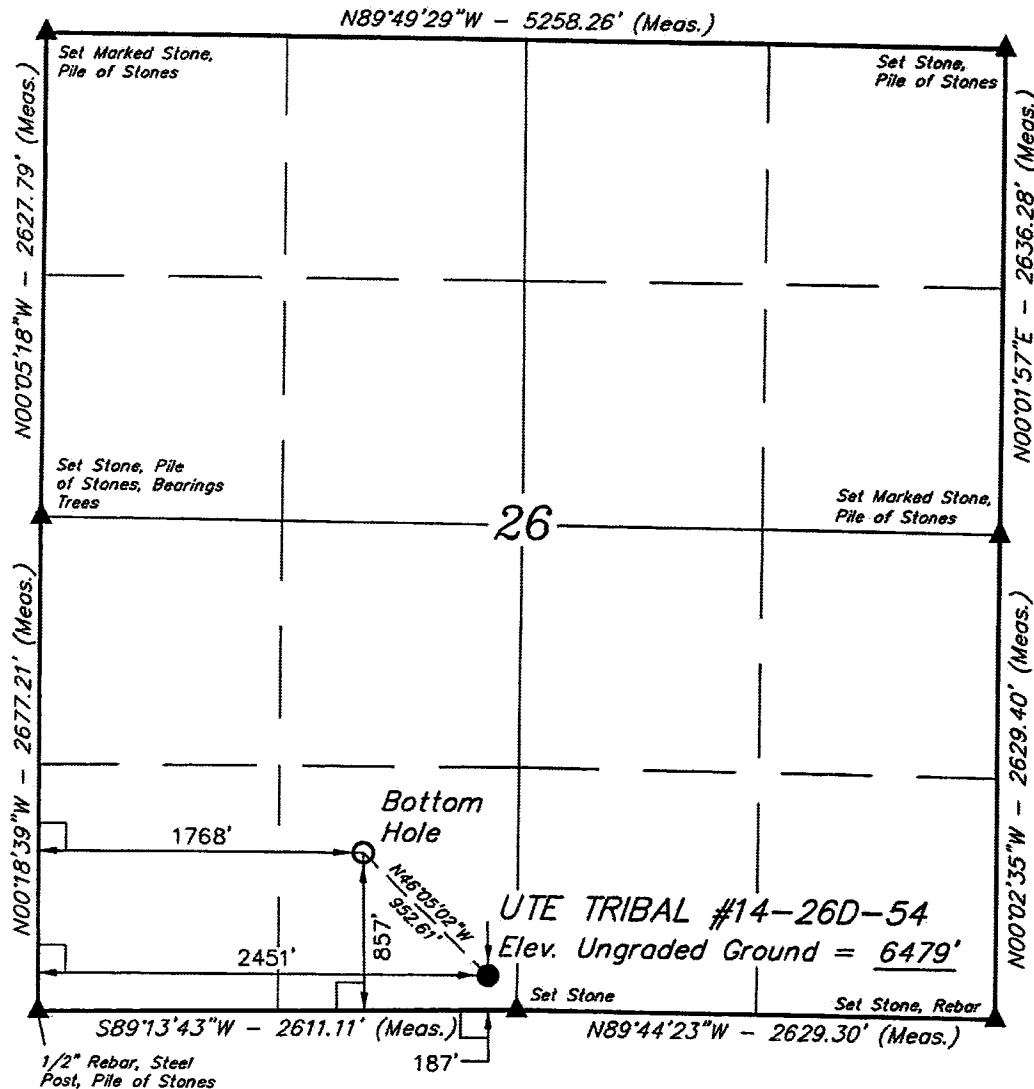 N89°49'29"W - 5258.26' (Meas.)
Set Marked Stone,
Pile of Stones
Set Stone,
Pile of Stones
N00°05'18"W - 2627.79' (Meas.)
N00°01'57"E - 2636.28' (Meas.)
Set Stone, Pile
of Stones, Bearings
Trees
Set Marked Stone,
Pile of Stones
26
N00°18'39"W - 2677.21' (Meas.)
N00°02'35"W - 2629.40' (Meas.)
Bottom
Hole
1768'
N46°05'02"W
952.61'
857'
UTE TRIBAL #14-26D-54
Elev. Ungraded Ground = 6479'
2451'
Set Stone
Set Stone, Rebar
S89°13'43"W - 2611.11' (Meas.)
N89°44'23"W - 2629.30' (Meas.)
187'
1/2" Rebar, Steel
Post, Pile of Stones